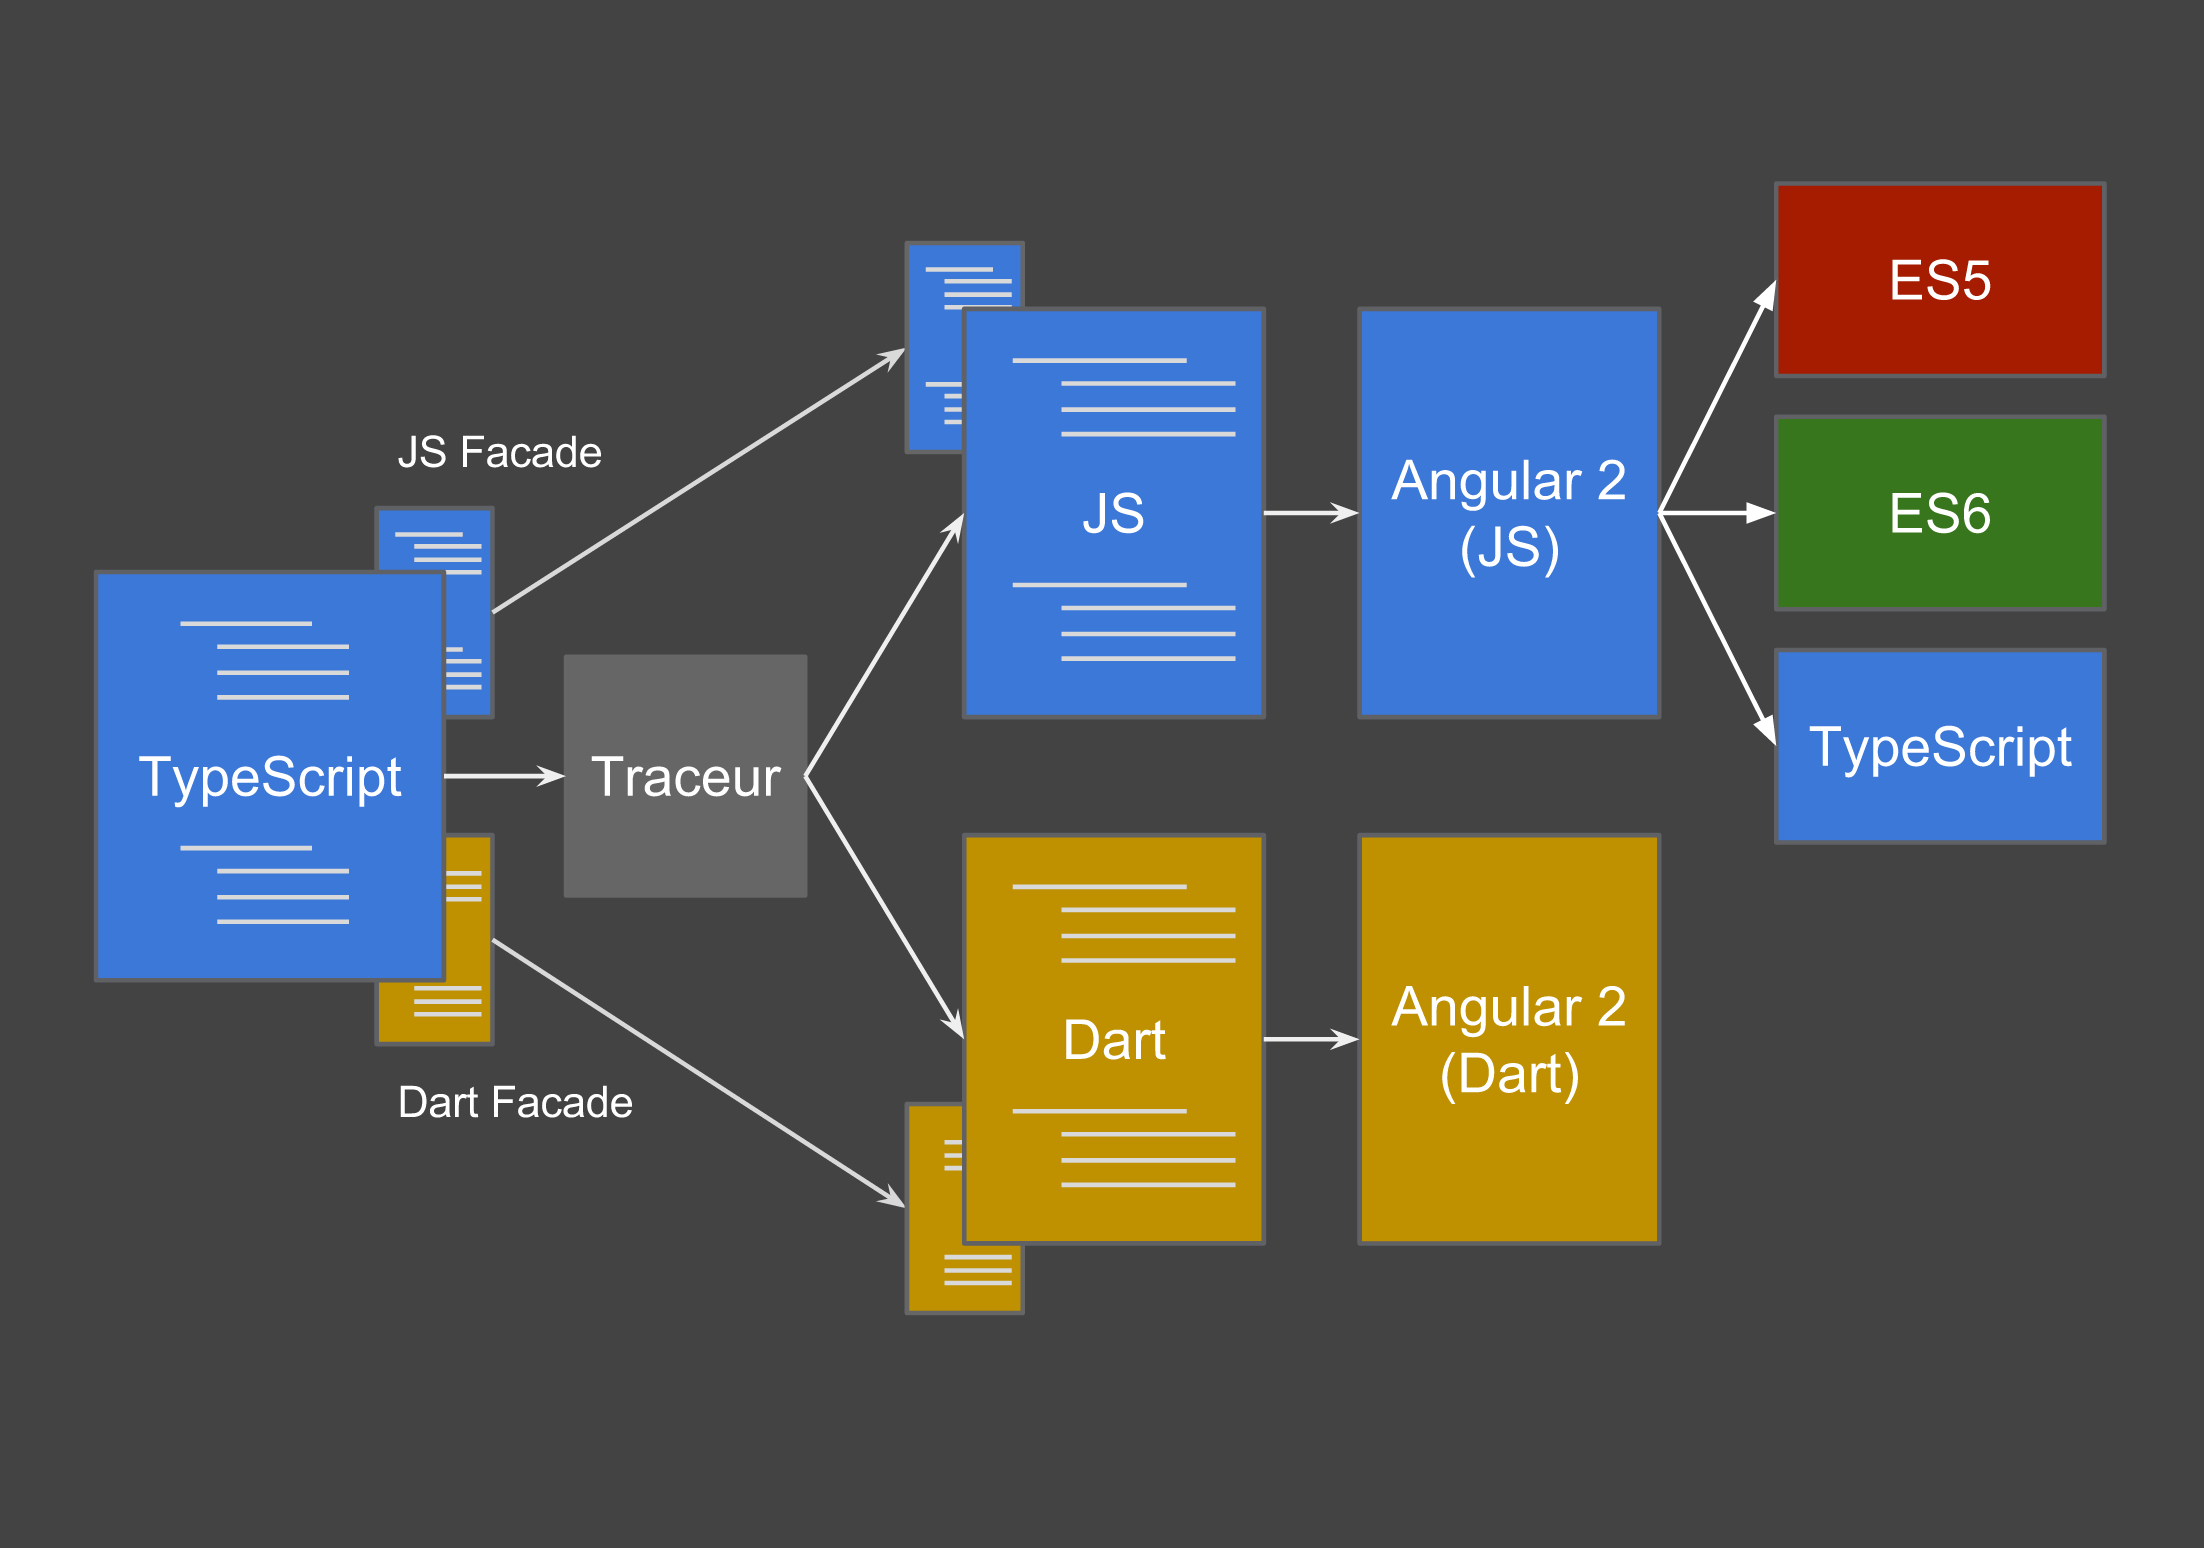 JS Facade
TypeScript
Traceur
Dart Facade
JS
Dart
Angular 2
(JS)
Angular 2
(Dart)
ES5
ES6
TypeScript